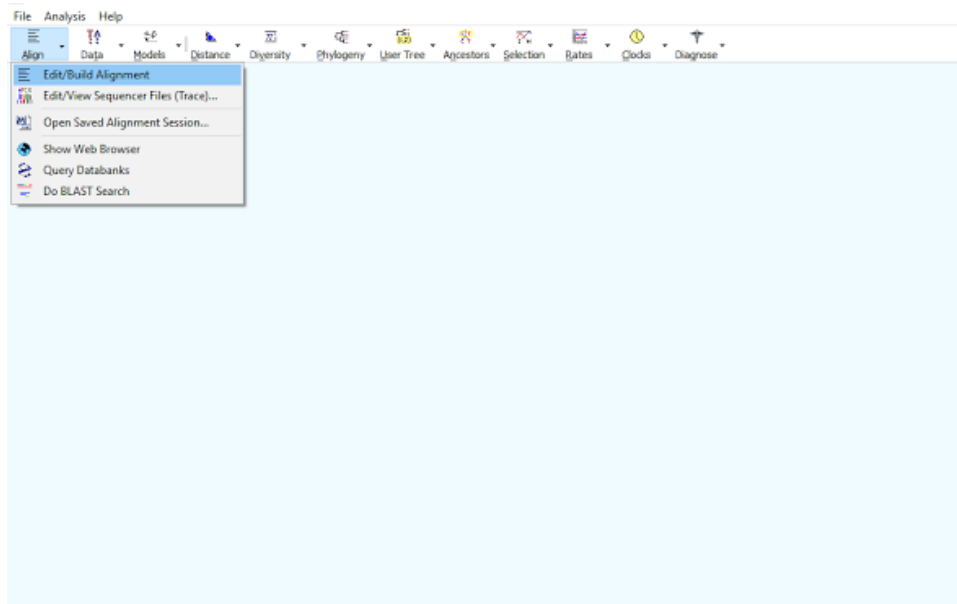 File Analysis Help
Align Data Models Distance Diversity Phylogeny User Tree Ancestors Selection Rates Clocks Diagnose
Edit/Build Alignment
Edit/View Sequencer Files (Trace)...
Open Saved Alignment Session...
Show Web Browser
Query Databanks
Do BLAST Search